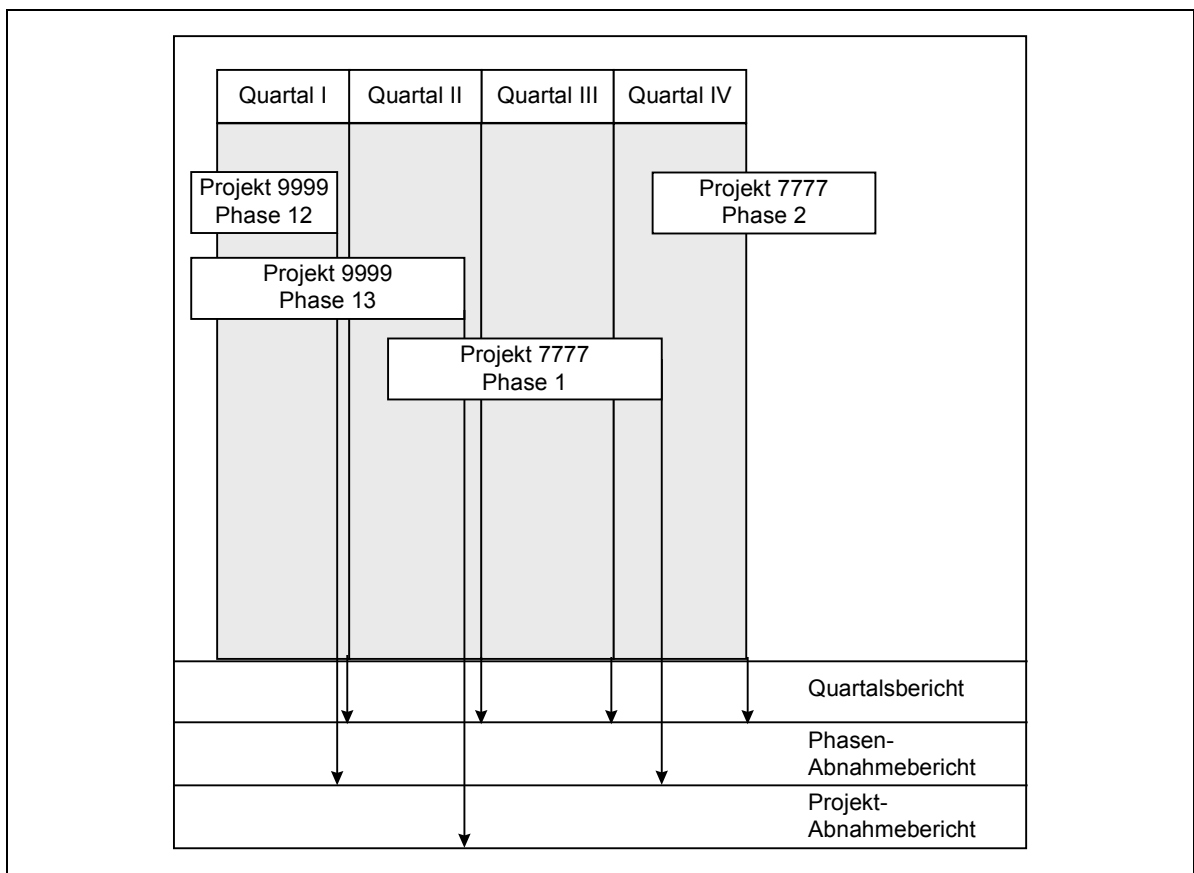 Quartal I
Quartal II
Quartal III
Quartal IV
Projekt 9999
Phase 12
Projekt 7777
Phase 2
Projekt 9999
Phase 13
Projekt 7777
Phase 1
Quartalsbericht
Phasen-
Abnahmebericht
Projekt-
Abnahmebericht